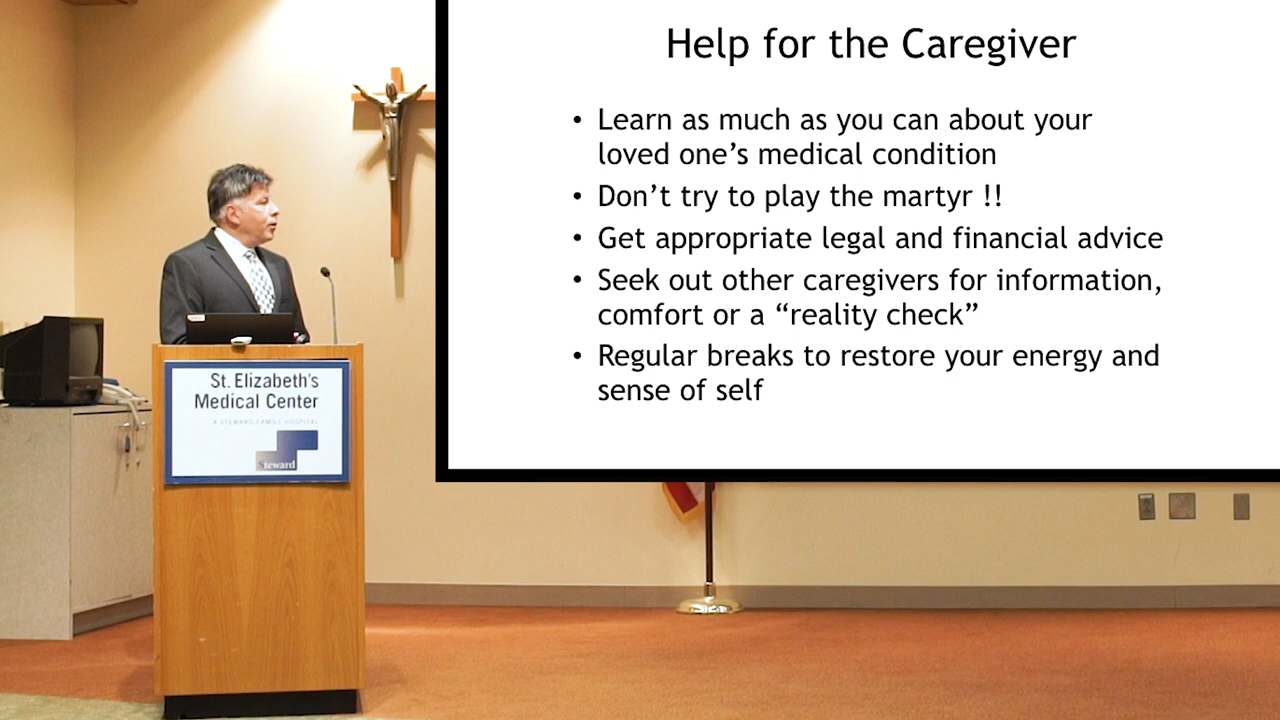 Help for the Caregiver
• Learn as much as you can about your
loved one’s medical condition
• Don’t try to play the martyr !!
• Get appropriate legal and financial advice
• Seek out other caregivers for information,
comfort or a “reality check”
• Regular breaks to restore your energy and
sense of self
St. Elizabeth's
Medical Center
A STEWARD FAMILY HOSPITAL
Steward